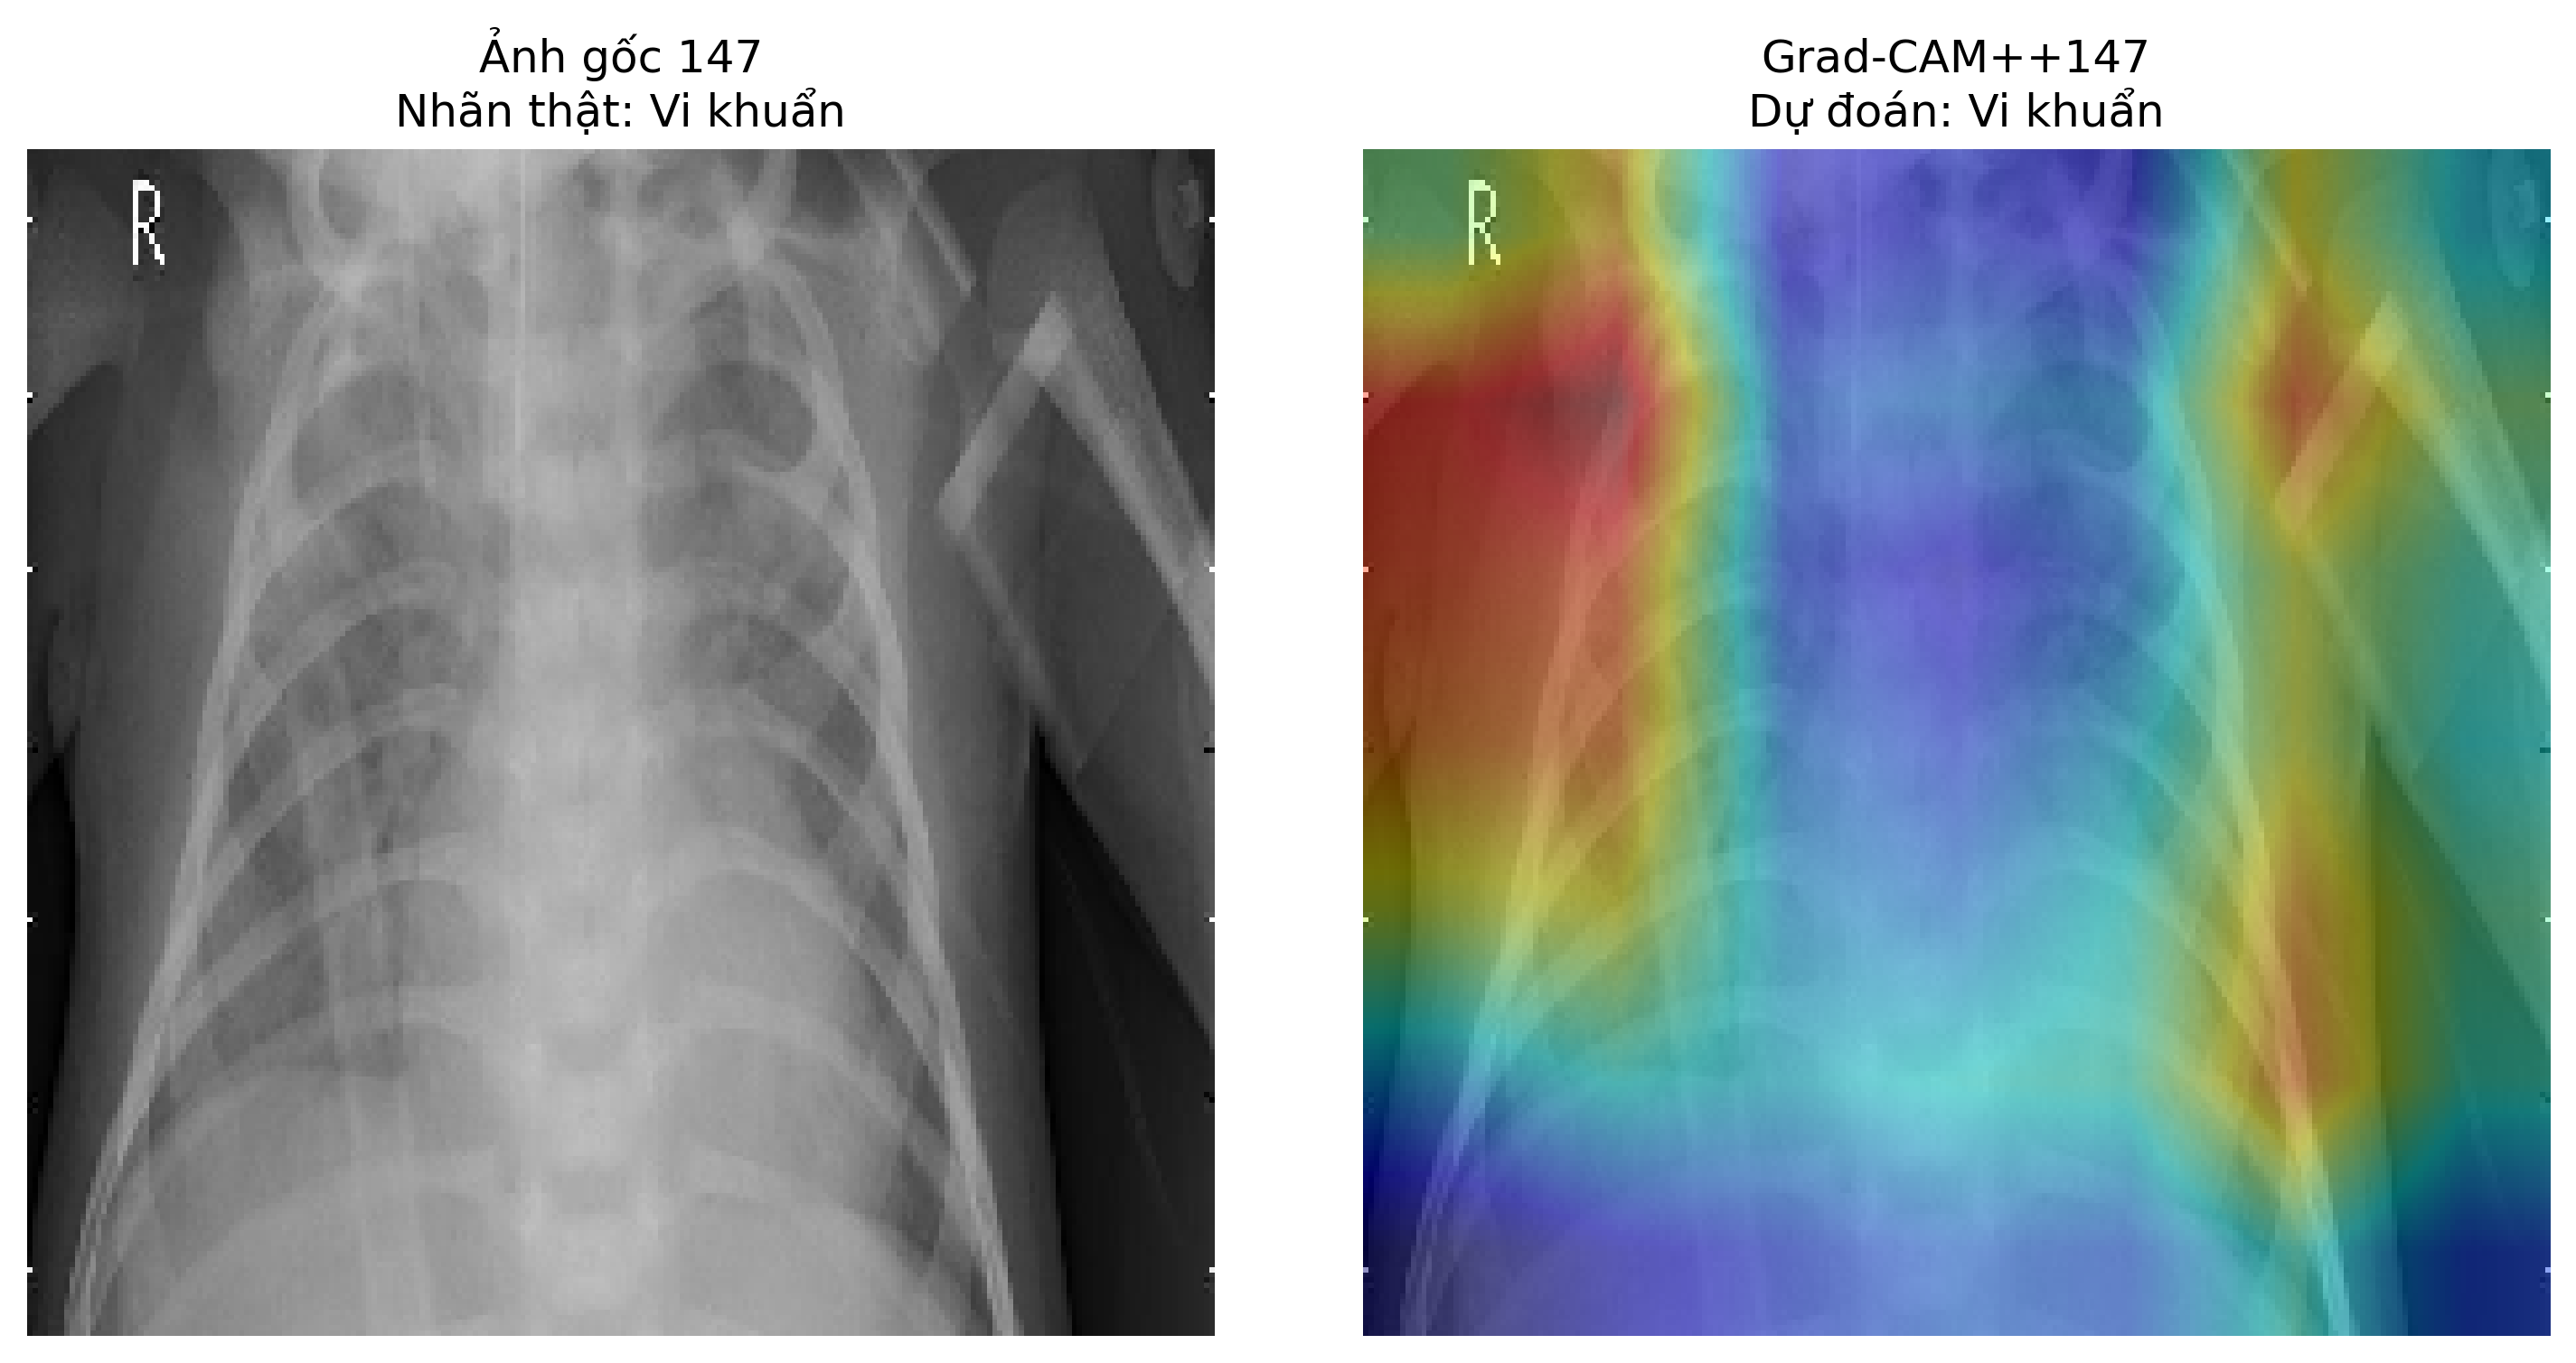 Ảnh gốc 147
Nhãn thật: Vi khuẩn
R
Grad-CAM++147
Dự đoán: Vi khuẩn
R